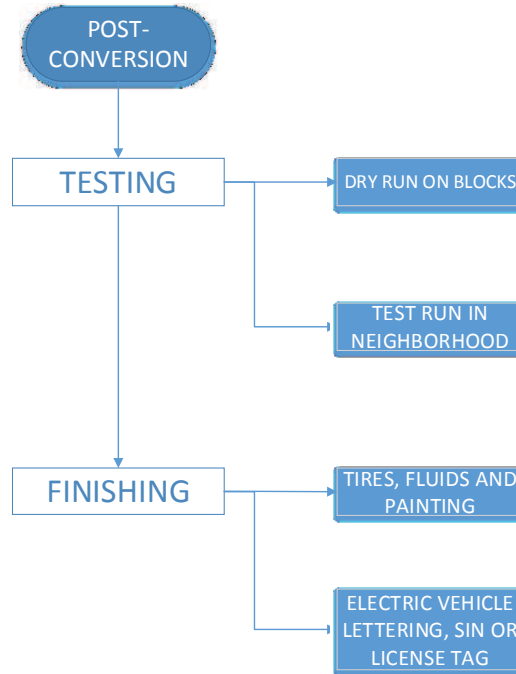 POST-
CONVERSION
TESTING
DRY RUN ON BLOCKS
TEST RUN IN
NEIGHBORHOOD
FINISHING
TIRES, FLUIDS AND
PAINTING
ELECTRIC VEHICLE
LETTERING, SIN OR
LICENSE TAG